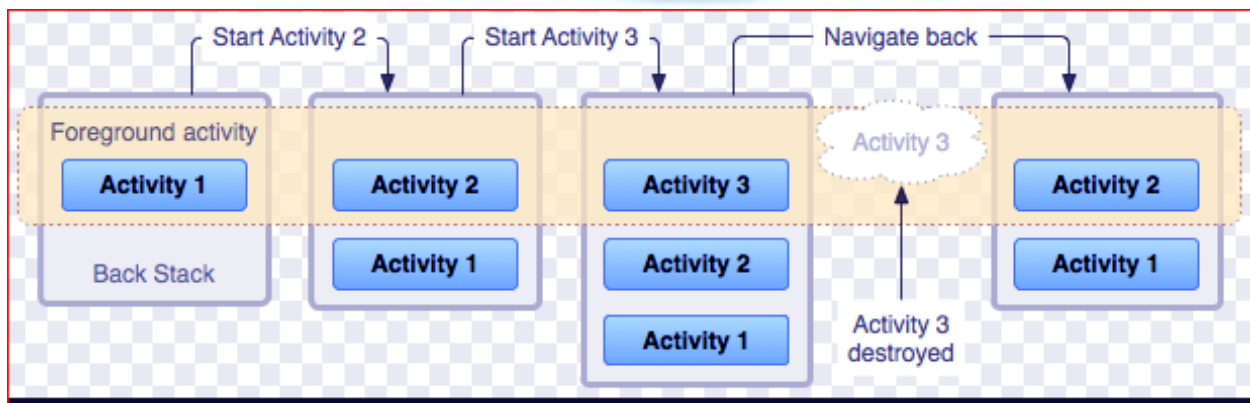 Start Activity 2
Start Activity 3
Navigate back
Foreground activity
Activity 1
Back Stack
Activity 2
Activity 1
Activity 3
Activity 2
Activity 1
Activity 3
Activity 3
destroyed
Activity 2
Activity 1